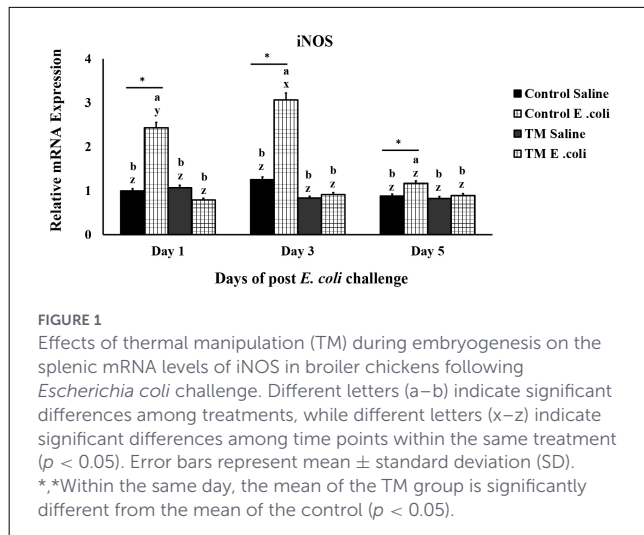 iNOS
Relative mRNA Expression
4
3
2
1
0
*
*
*
b
z
a
y
b
z
b
z
b
z
a
x
b
z
b
z
b
z
a
z
b
z
b
z
Day 1 Day 3 Day 5
Days of post E. coli challenge
Control Saline
Control E .coli
TM Saline
TM E .coli
FIGURE 1
Effects of thermal manipulation (TM) during embryogenesis on the
splenic mRNA levels of iNOS in broiler chickens following
Escherichia coli challenge. Different letters (a–b) indicate significant
differences among treatments, while different letters (x–z) indicate
significant differences among time points within the same treatment
(p < 0.05). Error bars represent mean ± standard deviation (SD).
*,*Within the same day, the mean of the TM group is significantly
different from the mean of the control (p < 0.05).